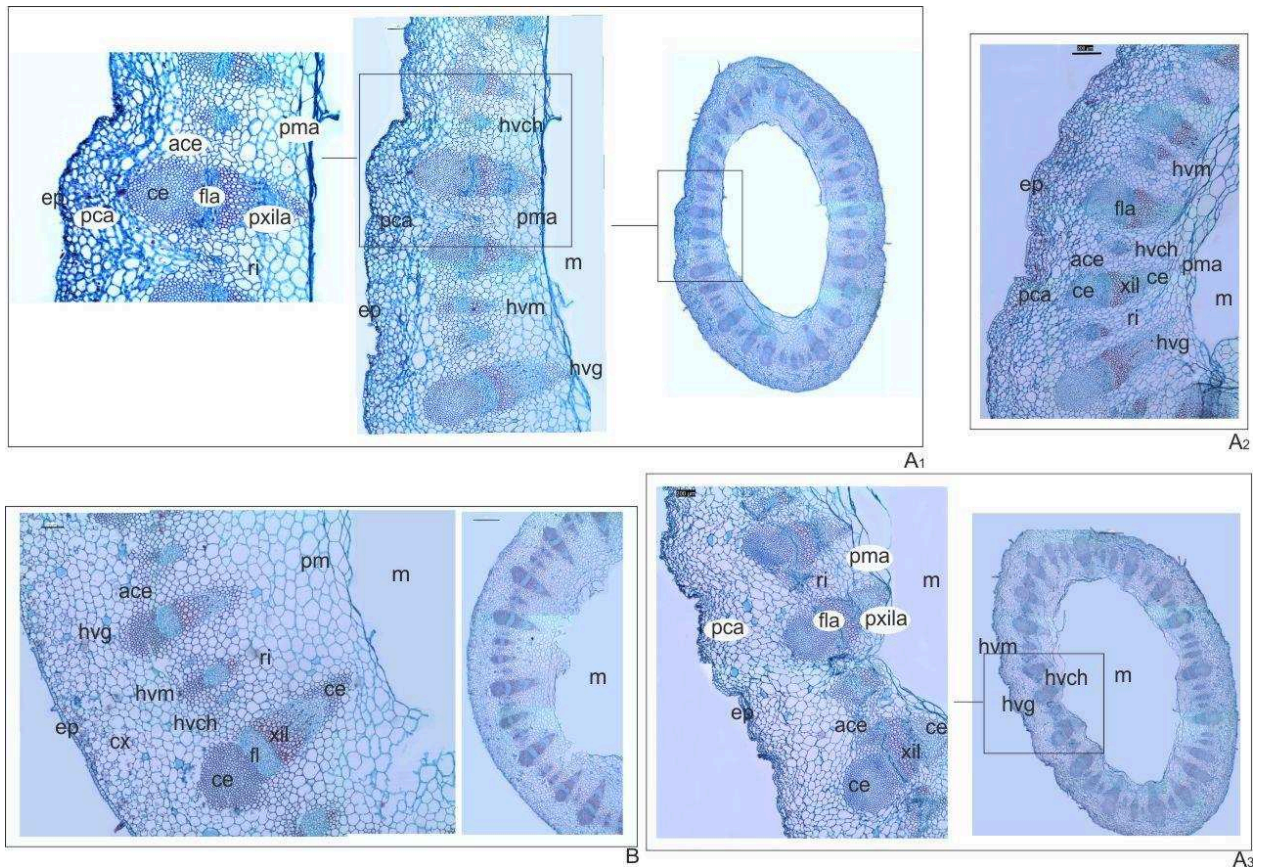 pma
ace
ce
fla
ep
pca
pxila
ri
hvch
pca
pma
m
ep
hvm
hvg
A1
200 µm
hvm
ep
fla
hvch
ace
pma
ce
xil
pca
ce
m
ri
hvg
A2
pm
m
ace
hvg
ri
hvm
ce
hvch
ep
xil
cx
fl
ce
m
B
pma
ri
m
fla
pxila
pca
hvm
hvch
m
hvg
ep
ace
ce
xil
ce
A3